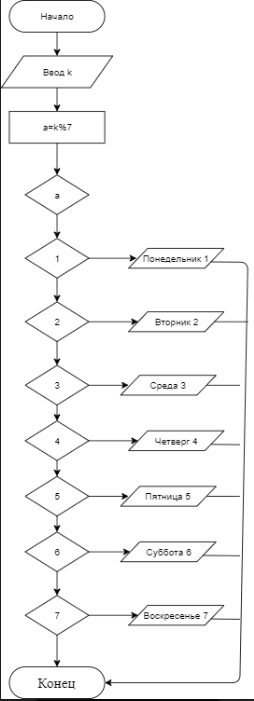 Начало
Ввод k
a=k%7
a
1
Понедельник 1
2
Вторник 2
3
Среда 3
4
Четверг 4
5
Пятница 5
6
Суббота 6
7
Воскресенье 7
Конец